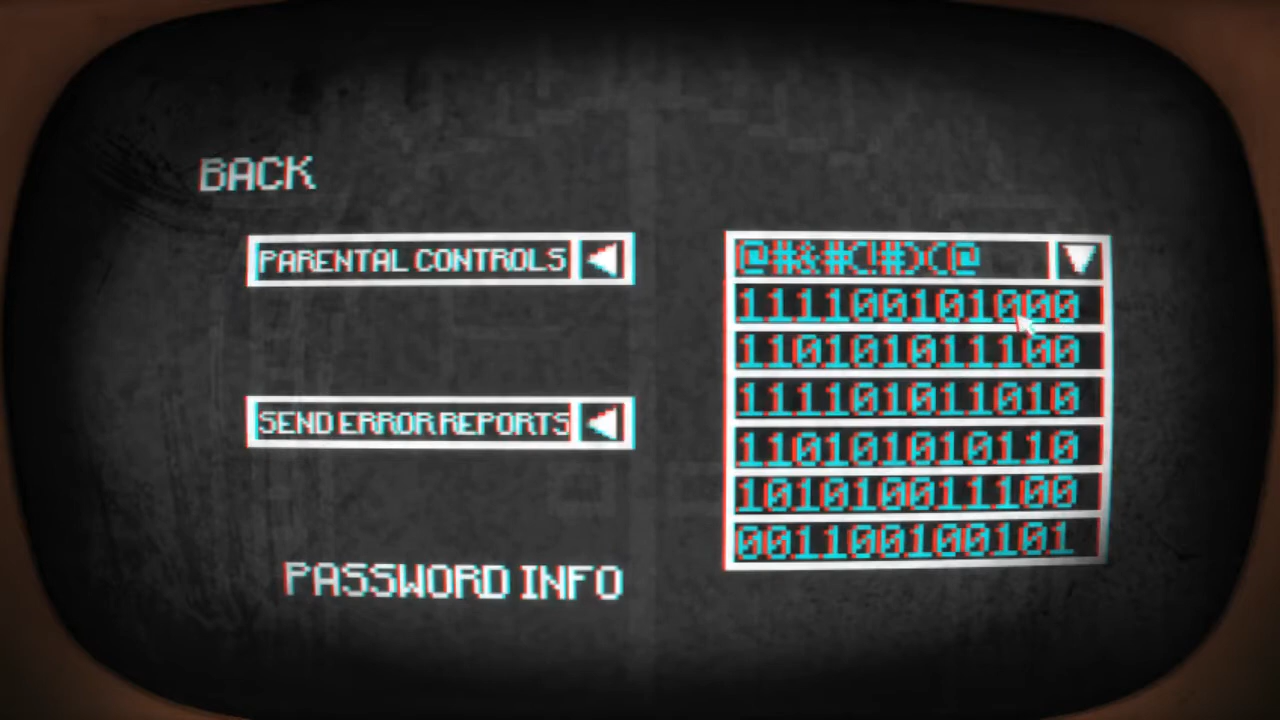 BACK
PARENTAL CONTROLS
SEND ERROR REPORTS
PASSWORD INFO
@#&#(!#)(@
111100101000
110101011100
111101011010
110101010110
101010011100
001100100101